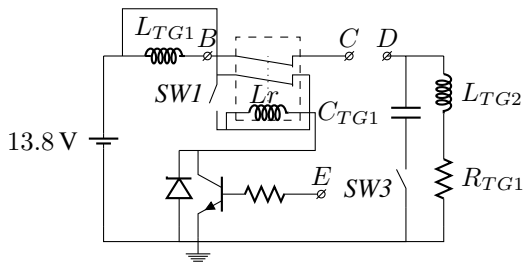 L_{TG1}
B
C
D
SW1
Lr
C_{TG1}
L_{TG2}
13.8 V
E
SW3
R_{TG1}